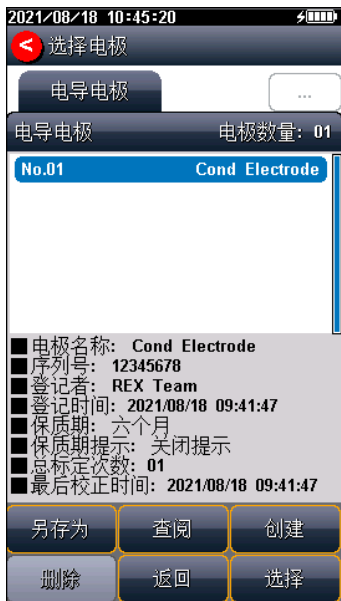 2021/08/18 10:45:20
选择电极
电导电极 ...
电导电极 电极数量: 01
No.01 Cond Electrode
■电极名称: Cond Electrode
■序列号: 12345678
■登记者: REX Team
■登记时间: 2021/08/18 09:41:47
■保质期: 六个月
■保质期提示: 关闭提示
■总标定次数: 01
■最后校正时间: 2021/08/18 09:41:47
另存为 查阅 创建
删除 返回 选择